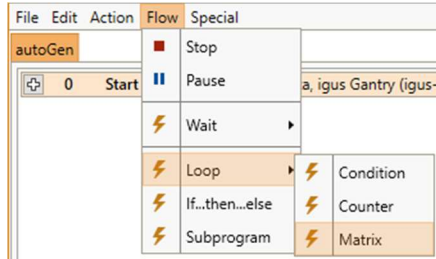 File Edit Action Flow Special
autoGen
Stop
0 Start a, igus Gantry (igus-
Pause
Wait
Loop
Condition
If...then...else
Counter
Subprogram
Matrix